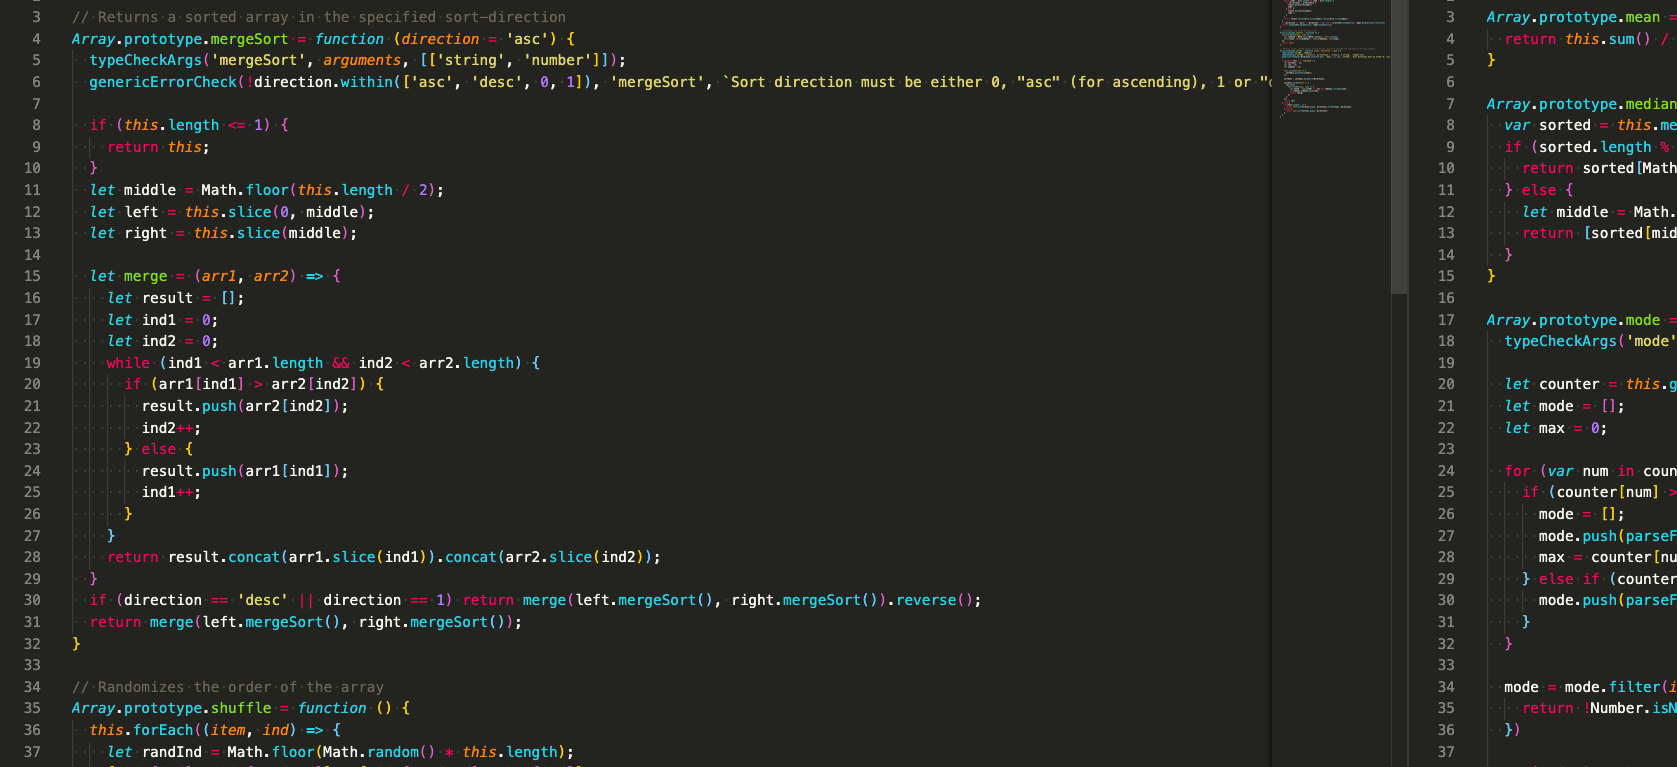 3 // Returns a sorted array in the specified sort-direction
4 Array.prototype.mergeSort = function (direction = 'asc') {
5 typeCheckArgs('mergeSort', arguments, [['string', 'number']]);
6 genericErrorCheck(!direction.within(['asc', 'desc', 0, 1]), 'mergeSort', `Sort direction must be either 0, "asc" (for ascending), 1 or "
7
8 if (this.length <= 1) {
9 return this;
10 }
11 let middle = Math.floor(this.length / 2);
12 let left = this.slice(0, middle);
13 let right = this.slice(middle);
14
15 let merge = (arr1, arr2) => {
16 let result = [];
17 let ind1 = 0;
18 let ind2 = 0;
19 while (ind1 < arr1.length && ind2 < arr2.length) {
20 if (arr1[ind1] > arr2[ind2]) {
21 result.push(arr2[ind2]);
22 ind2++;
23 } else {
24 result.push(arr1[ind1]);
25 ind1++;
26 }
27 }
28 return result.concat(arr1.slice(ind1)).concat(arr2.slice(ind2));
29 }
30 if (direction == 'desc' || direction == 1) return merge(left.mergeSort(), right.mergeSort()).reverse();
31 return merge(left.mergeSort(), right.mergeSort());
32 }
33
34 // Randomizes the order of the array
35 Array.prototype.shuffle = function () {
36 this.forEach((item, ind) => {
37 let randInd = Math.floor(Math.random() * this.length);
3 Array.prototype.mean =
4 return this.sum() /
5 }
6
7 Array.prototype.median
8 var sorted = this.me
9 if (sorted.length %
10 return sorted[Math
11 } else {
12 let middle = Math.
13 return [sorted[mid
14 }
15 }
16
17 Array.prototype.mode =
18 typeCheckArgs('mode'
19
20 let counter = this.g
21 let mode = [];
22 let max = 0;
23
24 for (var num in coun
25 if (counter[num] >
26 mode = [];
27 mode.push(parseF
28 max = counter[nu
29 } else if (counter
30 mode.push(parseF
31 }
32 }
33
34 mode = mode.filter(i
35 return !Number.isN
36 })
37